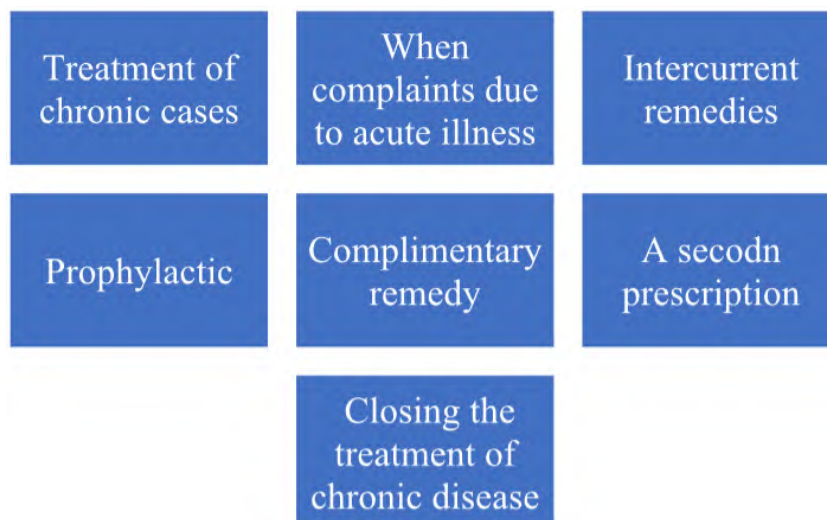 Treatment of
chronic cases
When
complaints due
to acute illness
Intercurrent
remedies
Prophylactic
Complimentary
remedy
A secodn
prescription
Closing the
treatment of
chronic disease